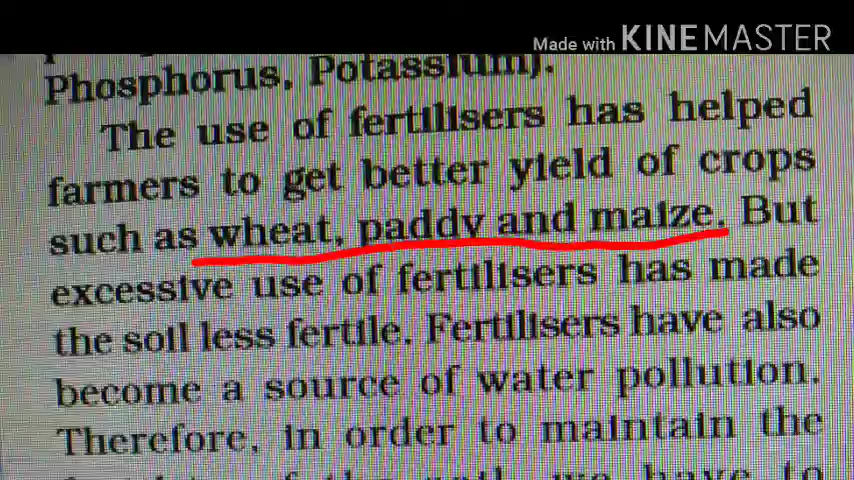 Made with KINEMASTER
Phosphorus, Potassium).
The use of fertilisers has helped
farmers to get better yield of crops
such as wheat, paddy and maize. But
excessive use of fertilisers has made
the soil less fertile. Fertilisers have also
become a source of water pollution.
Therefore, in order to maintain the
have to